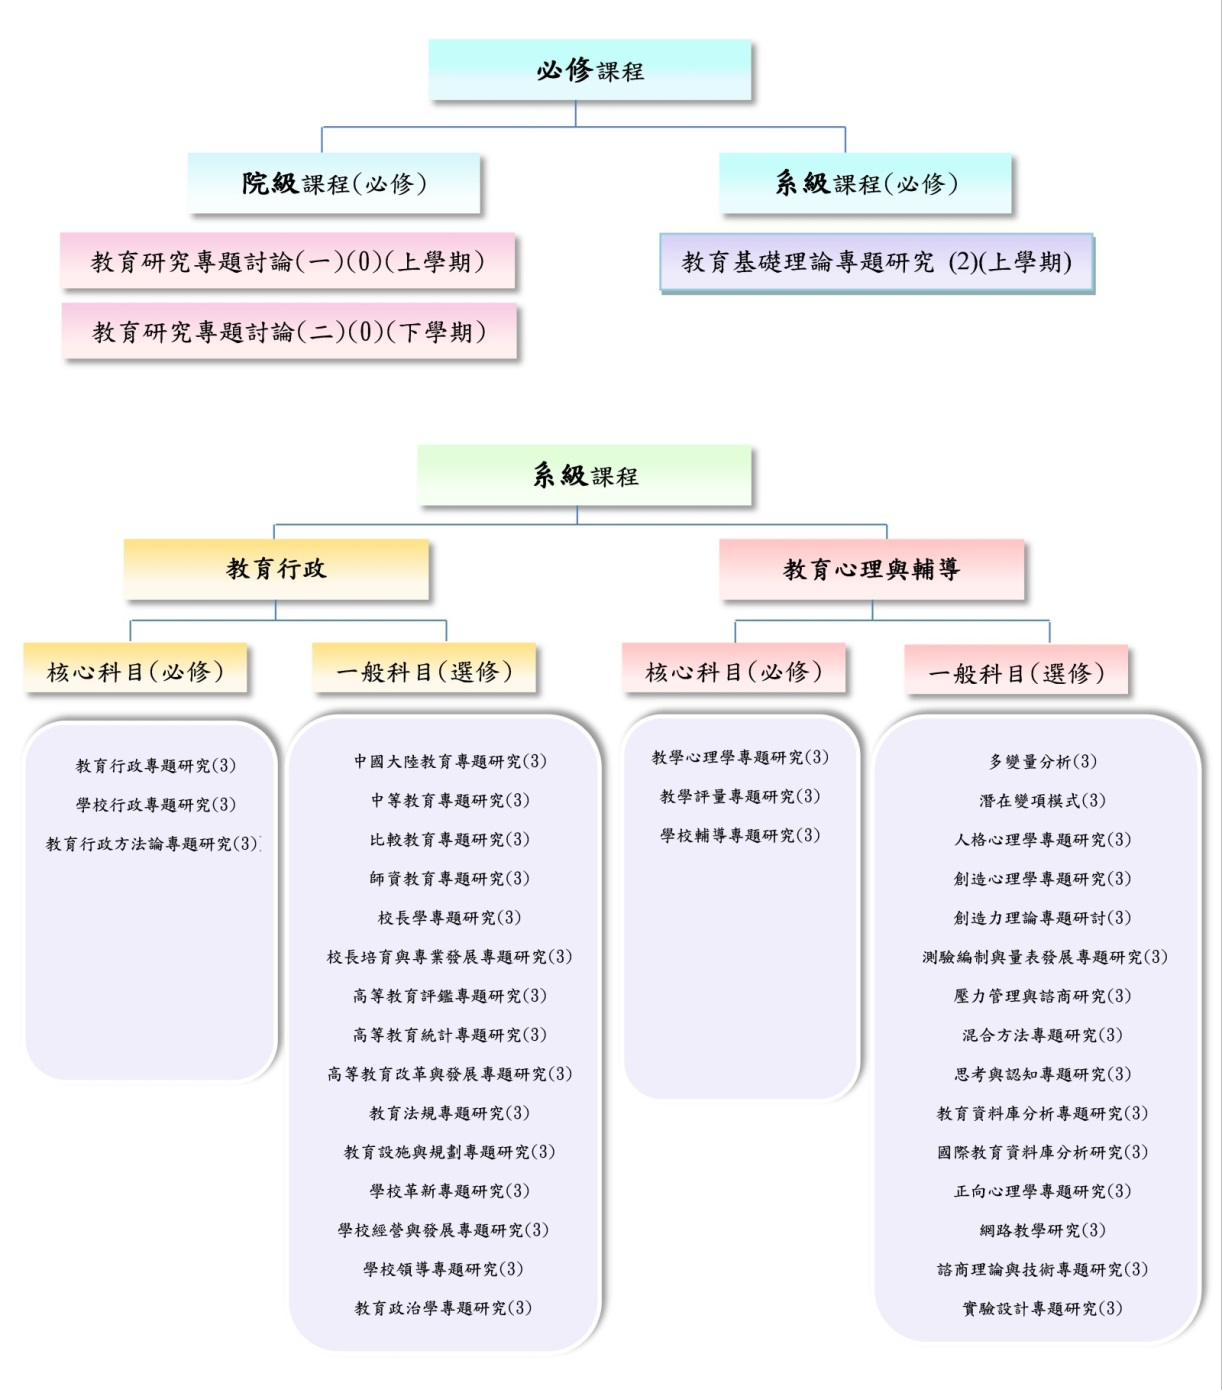 必修課程
院級課程(必修)
系級課程(必修)
教育研究專題討論(一)(0)(上學期)
教育基礎理論專題研究 (2)(上學期)
教育研究專題討論(二)(0)(下學期)
系級課程
教育行政
教育心理與輔導
核心科目(必修)
一般科目(選修)
核心科目(必修)
一般科目(選修)
教育行政專題研究(3)
學校行政專題研究(3)
教育行政方法論專題研究(3)
中國大陸教育專題研究(3)
中等教育專題研究(3)
比較教育專題研究(3)
師資教育專題研究(3)
校長學專題研究(3)
校長培育與專業發展專題研究(3)
高等教育評鑑專題研究(3)
高等教育統計專題研究(3)
高等教育改革與發展專題研究(3)
教育法規專題研究(3)
教育設施與規劃專題研究(3)
學校革新專題研究(3)
學校經營與發展專題研究(3)
學校領導專題研究(3)
教育政治學專題研究(3)
教學心理學專題研究(3)
教學評量專題研究(3)
學校輔導專題研究(3)
多變量分析(3)
潛在變項模式(3)
人格心理學專題研究(3)
創造心理學專題研究(3)
創造力理論專題研討(3)
測驗編制與量表發展專題研究(3)
壓力管理與諮商研究(3)
混合方法專題研究(3)
思考與認知專題研究(3)
教育資料庫分析專題研究(3)
國際教育資料庫分析研究(3)
正向心理學專題研究(3)
網路教學研究(3)
諮商理論與技術專題研究(3)
實驗設計專題研究(3)